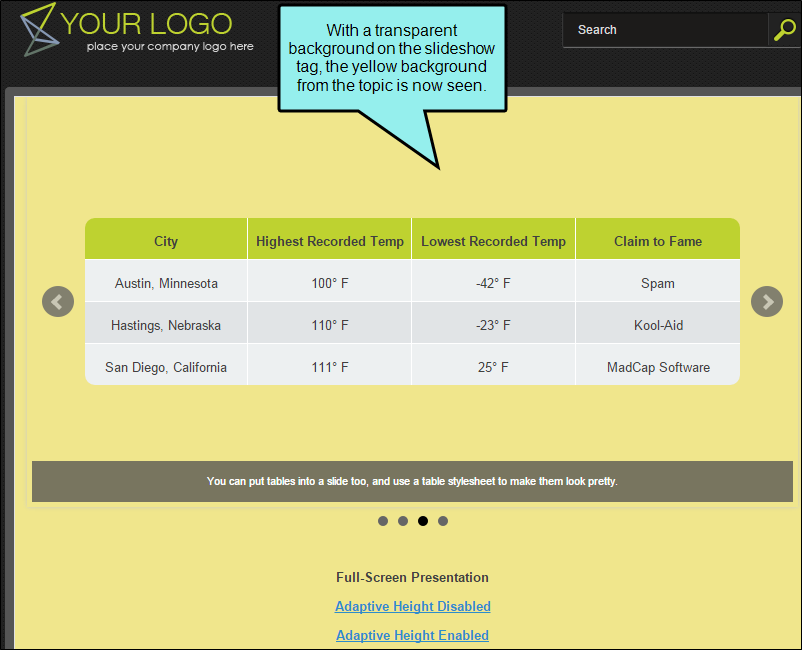 YOUR LOGO
place your company logo here
With a transparent
background on the slideshow
tag, the yellow background
from the topic is now seen.
Search
City Highest Recorded Temp Lowest Recorded Temp Claim to Fame
Austin, Minnesota 100° F -42° F Spam
Hastings, Nebraska 110° F -23° F Kool-Aid
San Diego, California 111° F 25° F MadCap Software
You can put tables into a slide too, and use a table stylesheet to make them look pretty.
Full-Screen Presentation
Adaptive Height Disabled
Adaptive Height Enabled